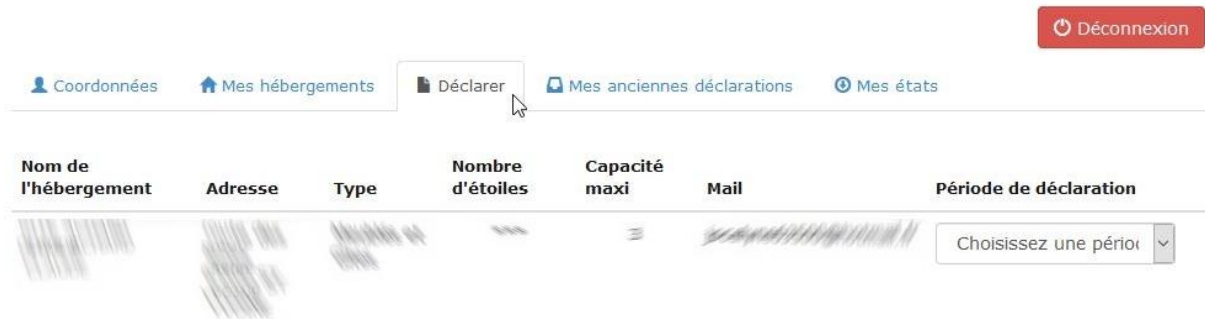 Déconnexion
Coordonnées Mes hébergements Déclarer Mes anciennes déclarations Mes états
Nom de l'hébergement Adresse Type Nombre d'étoiles Capacité maxi Mail Période de déclaration
Choisissez une pério